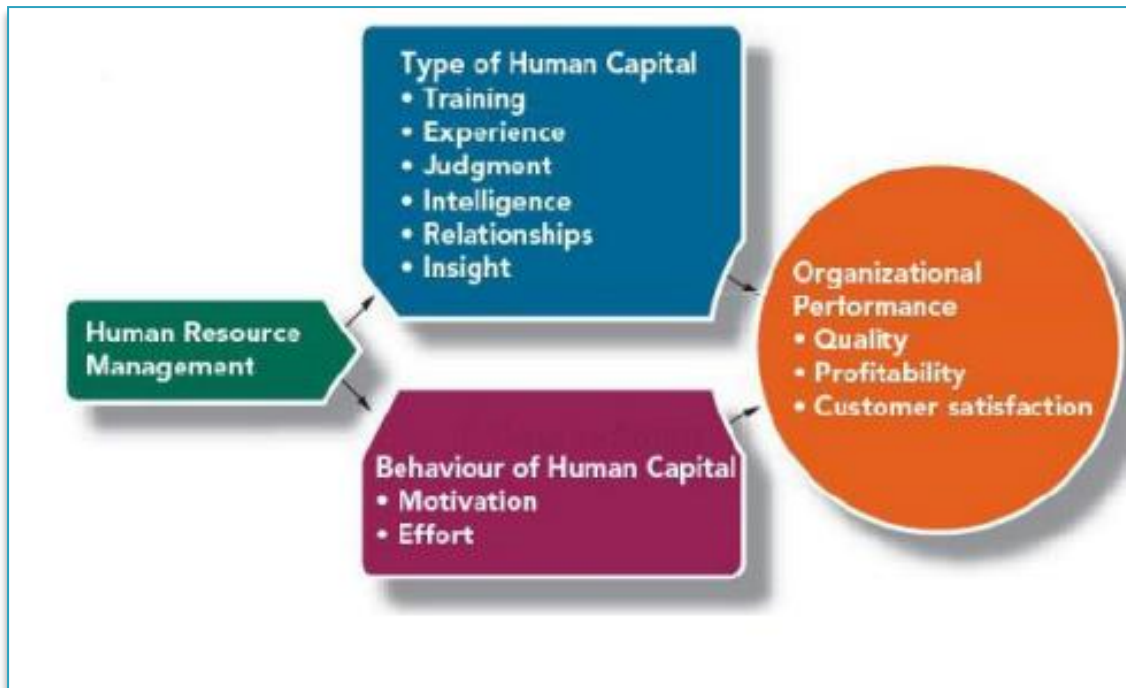 Type of Human Capital
• Training
• Experience
• Judgment
• Intelligence
• Relationships
• Insight
Human Resource
Management
Behaviour of Human Capital
• Motivation
• Effort
Organizational
Performance
• Quality
• Profitability
• Customer satisfaction